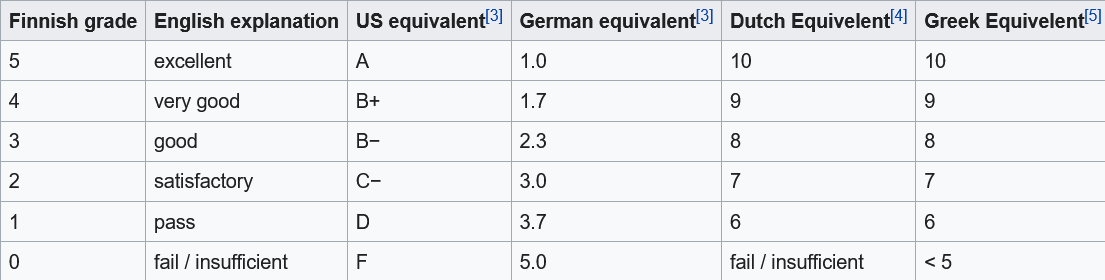 Finnish grade English explanation US equivalent[3] German equivalent[3] Dutch Equivelent[4] Greek Equivelent[5]
5 excellent A 1.0 10 10
4 very good B+ 1.7 9 9
3 good B− 2.3 8 8
2 satisfactory C− 3.0 7 7
1 pass D 3.7 6 6
0 fail / insufficient F 5.0 fail / insufficient < 5